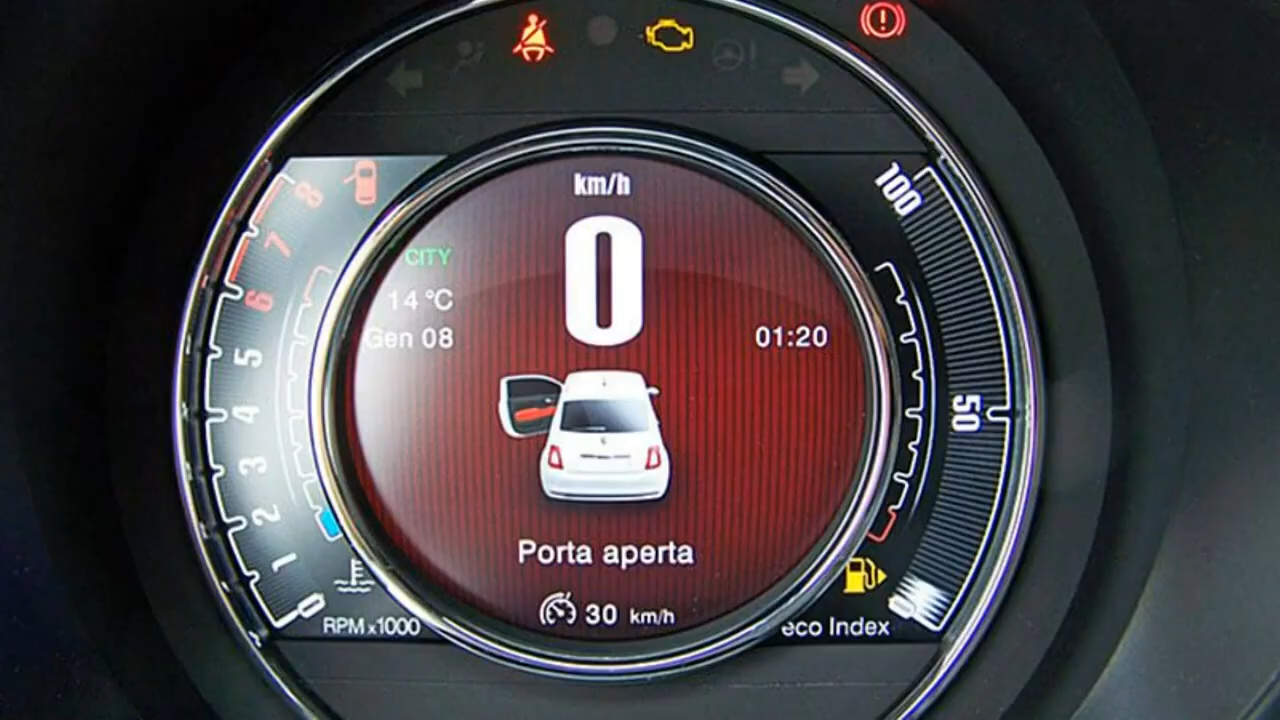 km/h
0
CITY
14 °C
Gen 08
01:20
Porta aperta
30 km/h
8
7
6
5
4
3
2
1
0
RPM x1000
100
50
0
eco Index